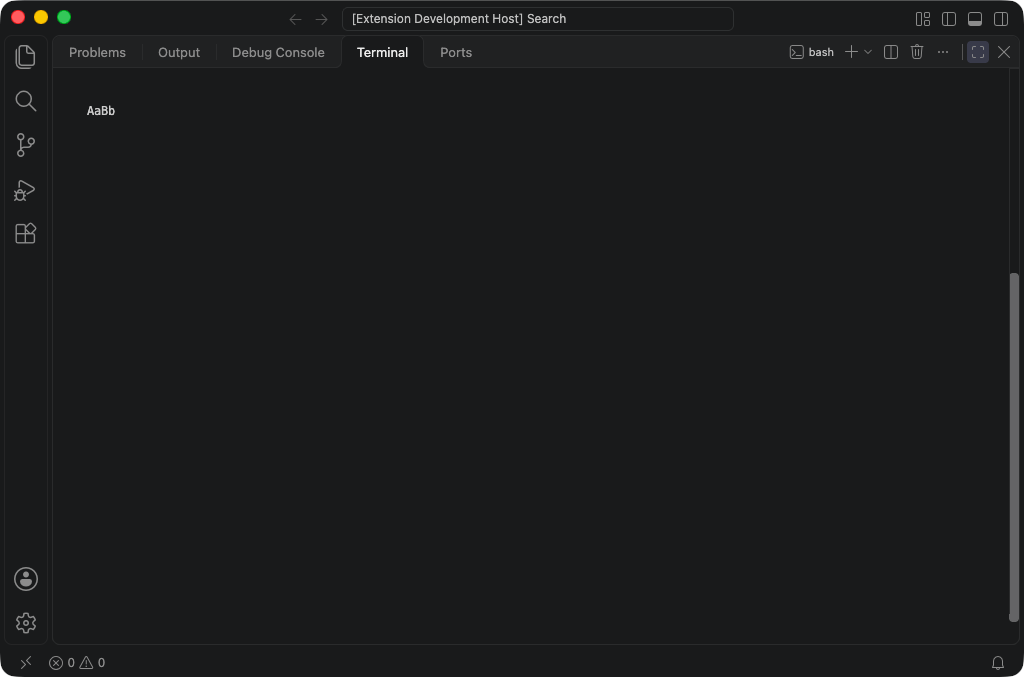 [Extension Development Host] Search
Problems Output Debug Console Terminal Ports bash
AaBb
0 0